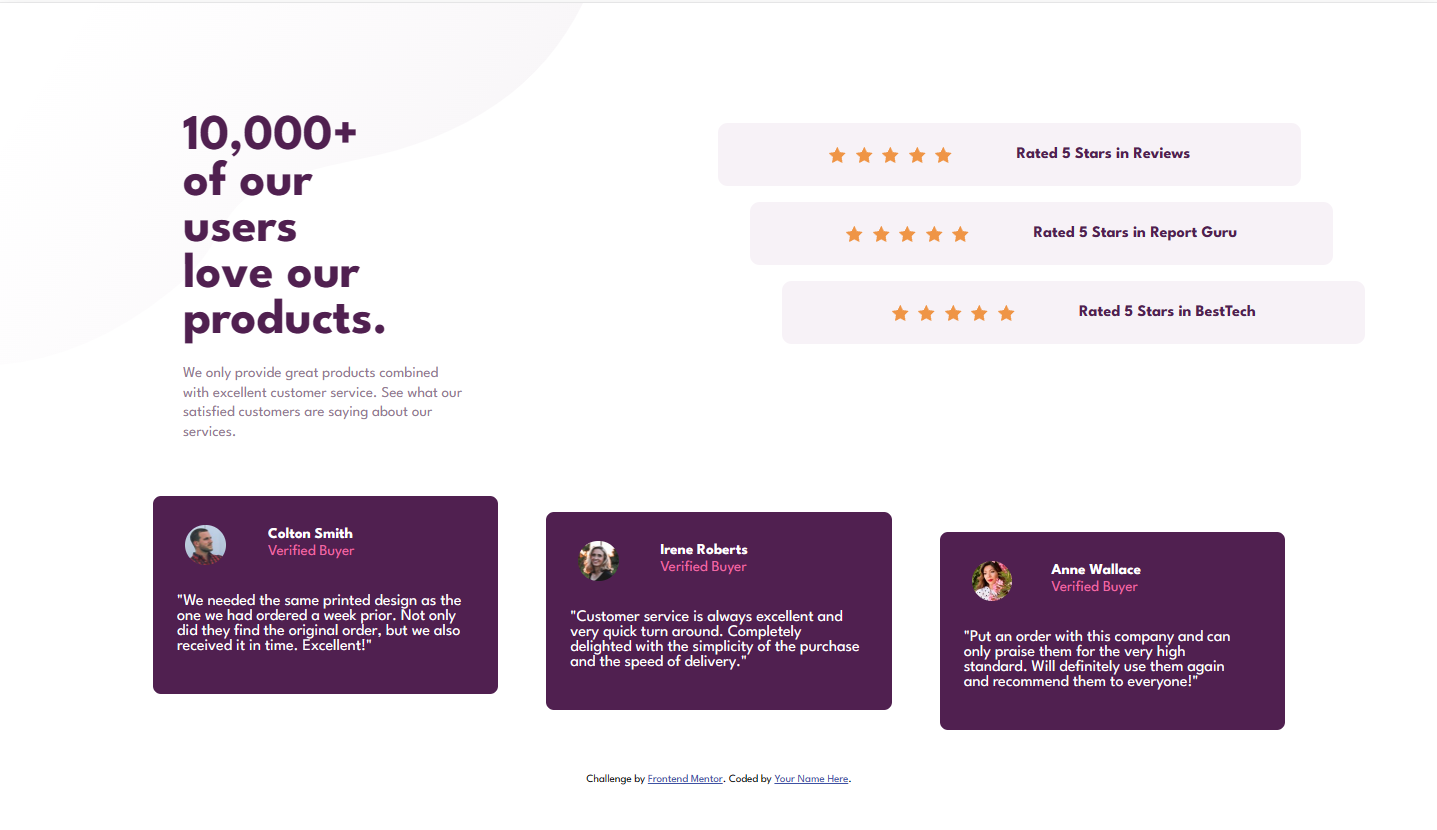 10,000+
of our
users
love our
products.
We only provide great products combined
with excellent customer service. See what our
satisfied customers are saying about our
services.
Rated 5 Stars in Reviews
Rated 5 Stars in Report Guru
Rated 5 Stars in BestTech
Colton Smith
Verified Buyer
"We needed the same printed design as the
one we had ordered a week prior. Not only
did they find the original order, but we also
received it in time. Excellent!"
Irene Roberts
Verified Buyer
"Customer service is always excellent and
very quick turn around. Completely
delighted with the simplicity of the purchase
and the speed of delivery."
Anne Wallace
Verified Buyer
"Put an order with this company and can
only praise them for the very high
standard. Will definitely use them again
and recommend them to everyone!"
Challenge by Frontend Mentor. Coded by Your Name Here.